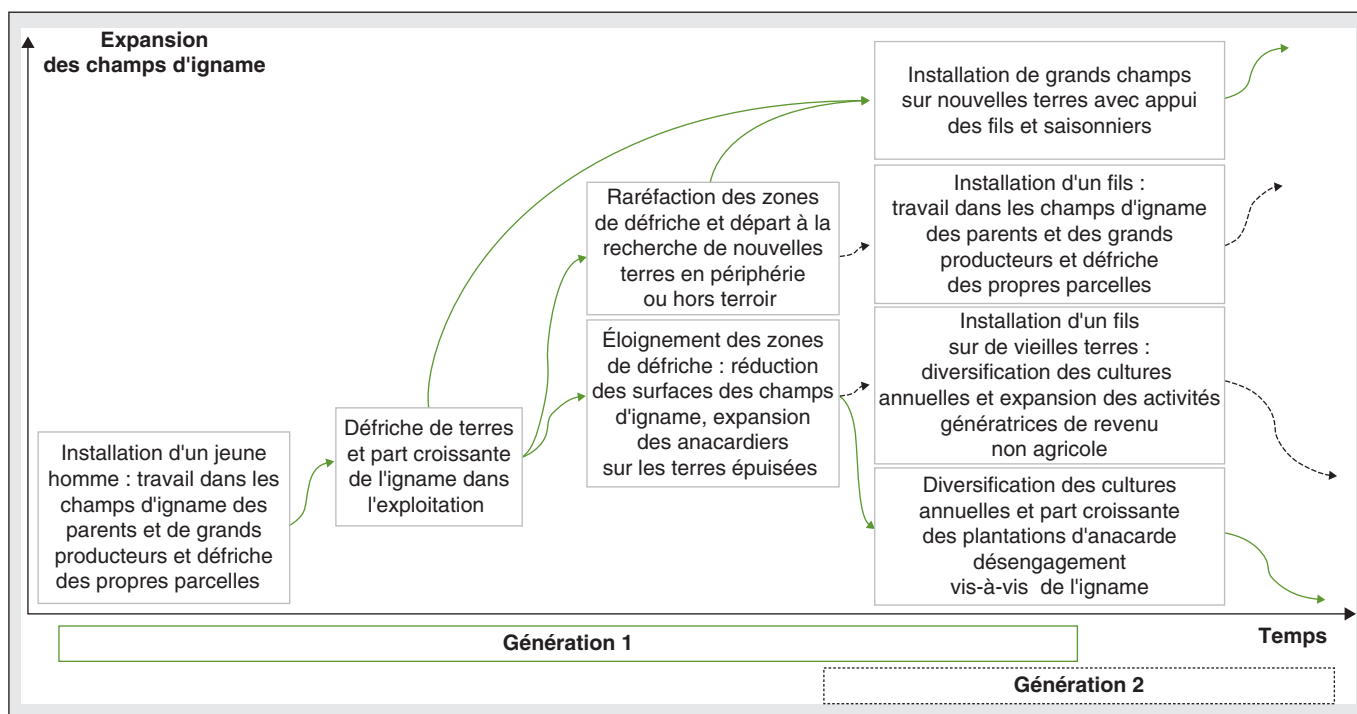 Expansion
des champs d'igname
Installation de grands champs
sur nouvelles terres avec appui
des fils et saisonniers
Raréfaction des zones
de défriche et départ à la
recherche de nouvelles
terres en périphérie
ou hors terroir
Installation d'un fils :
travail dans les champs d'igname
des parents et des grands
producteurs et défriche
des propres parcelles
Éloignement des zones
de défriche : réduction
des surfaces des champs
d'igname, expansion
des anacardiers
sur les terres épuisées
Installation d'un fils
sur de vieilles terres :
diversification des cultures
annuelles et expansion des activités
génératrices de revenu
non agricole
Défriche de terres
et part croissante
de l'igname dans
l'exploitation
Installation d'un jeune
homme : travail dans les
champs d'igname des
parents et de grands
producteurs et défriche
des propres parcelles
Diversification des cultures
annuelles et part croissante
des plantations d'anacarde
désengagement
vis-à-vis de l'igname
Temps
Génération 1
Génération 2